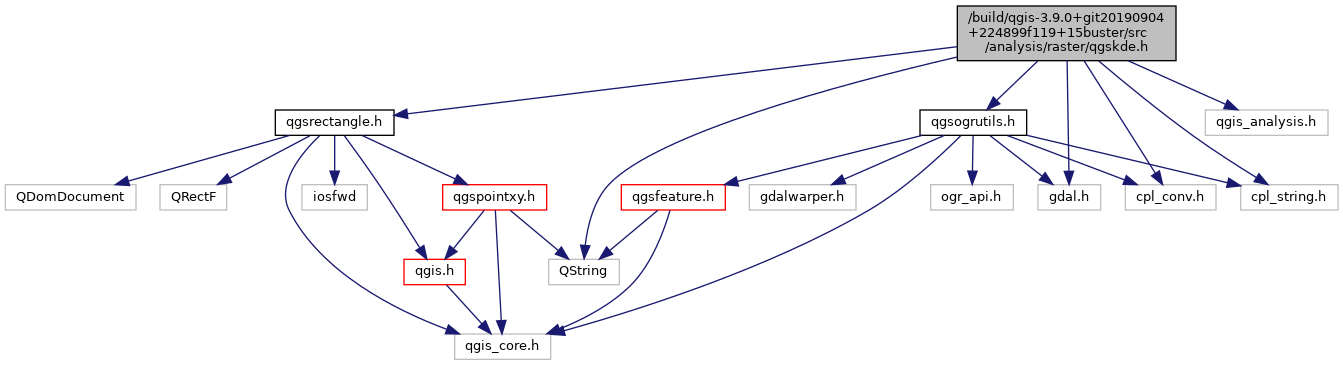 /build/qgis-3.9.0+git20190904
+224899f119+15buster/src
/analysis/raster/qgskde.h
qgsrectangle.h
qgsogrutils.h
qgis_analysis.h
QDomDocument
QRectF
iosfwd
qgspointxy.h
qgsfeature.h
gdalwarper.h
ogr_api.h
gdal.h
cpl_conv.h
cpl_string.h
qgis.h
QString
qgis_core.h